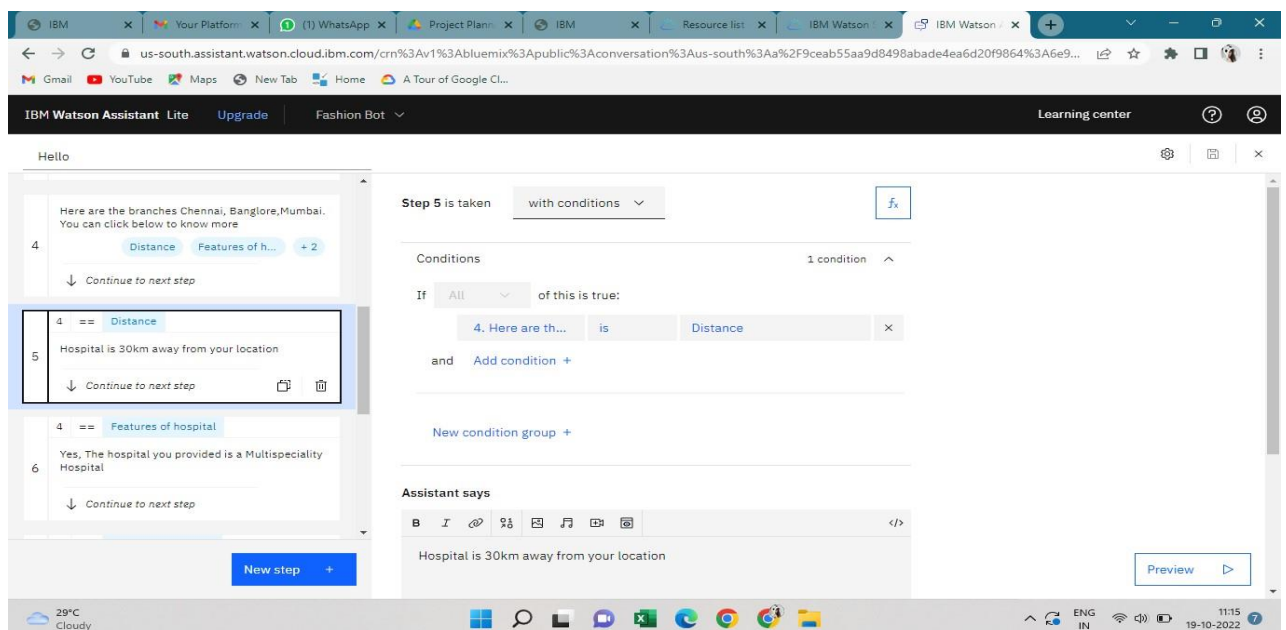 IBM
Your Platform
(1) WhatsApp
Project Plann
IBM
Resource list
IBM Watson S
IBM Watson A
us-south.assistant.watson.cloud.ibm.com/crn%3Av1%3Abluemix%3Apublic%3Aconversation%3Aus-south%3Aa%2F9ceab55aa9d8498abade4ea6d20f9864%3A6e9...
Gmail YouTube Maps New Tab Home A Tour of Google Cl...
IBM Watson Assistant Lite Upgrade Fashion Bot Learning center
Hello
Here are the branches Chennai, Banglore,Mumbai.
You can click below to know more
4 Distance Features of h... + 2
Continue to next step
4 == Distance
5 Hospital is 30km away from your location
Continue to next step
4 == Features of hospital
Yes, The hospital you provided is a Multispeciality
6 Hospital
Continue to next step
New step +
Step 5 is taken with conditions fx
Conditions 1 condition
If All of this is true:
4. Here are th... is Distance ×
and Add condition +
New condition group +
Assistant says
B I </>
Hospital is 30km away from your location
Preview
29°C
Cloudy
ENG
IN
11:15
19-10-2022
7